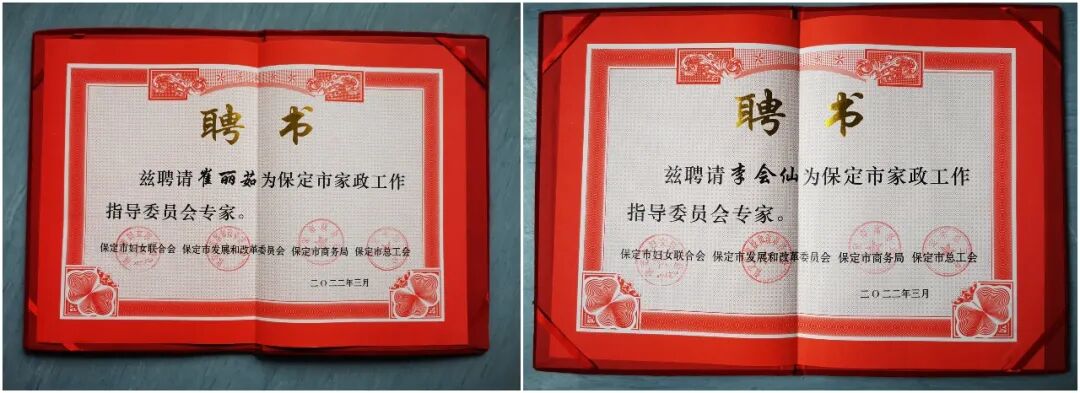 聘书
兹聘请崔丽茹为保定市家政工作
指导委员会专家。
保定市妇女联合会 保定市发展和改革委员会 保定市商务局 保定市总工会
二〇二二年三月
聘书
兹聘请李会仙为保定市家政工作
指导委员会专家。
保定市妇女联合会 保定市发展和改革委员会 保定市商务局 保定市总工会
二〇二二年三月